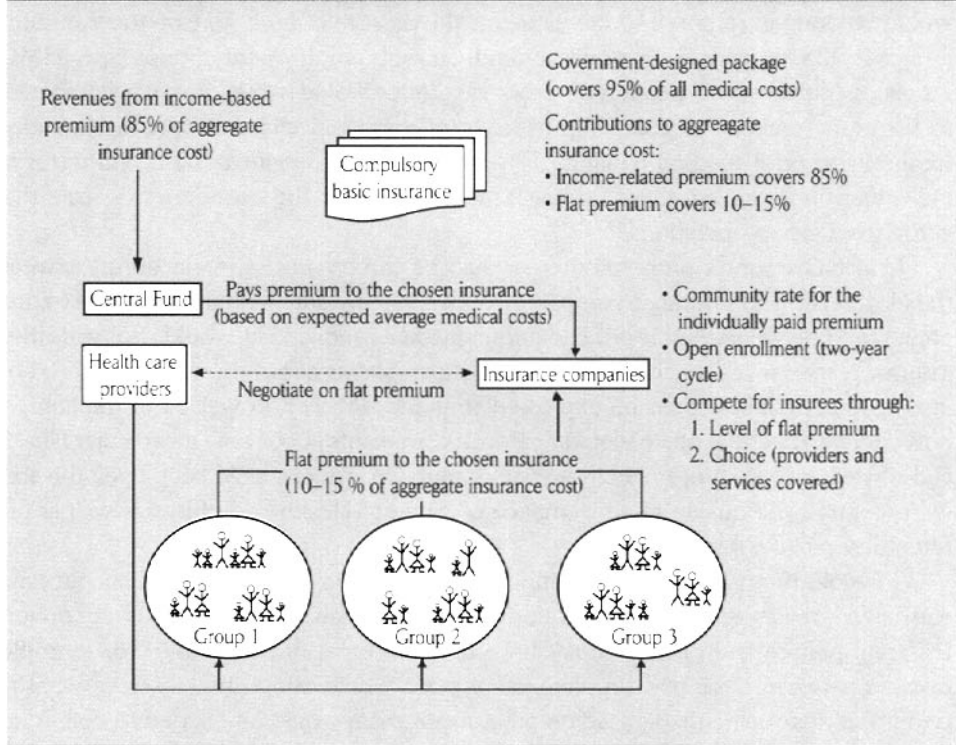 Government-designed package
(covers 95% of all medical costs)
Revenues from income-based
premium (85% of aggregate
insurance cost)
Compulsory
basic insurance
Contributions to aggreagate
insurance cost:
• Income-related premium covers 85%
• Flat premium covers 10–15%
Central Fund
Pays premium to the chosen insurance
(based on expected average medical costs)
Health care
providers
Negotiate on flat premium
Insurance companies
• Community rate for the
individually paid premium
• Open enrollment (two-year
cycle)
• Compete for insurees through:
1. Level of flat premium
2. Choice (providers and
services covered)
Flat premium to the chosen insurance
(10–15 % of aggregate insurance cost)
Group 1
Group 2
Group 3